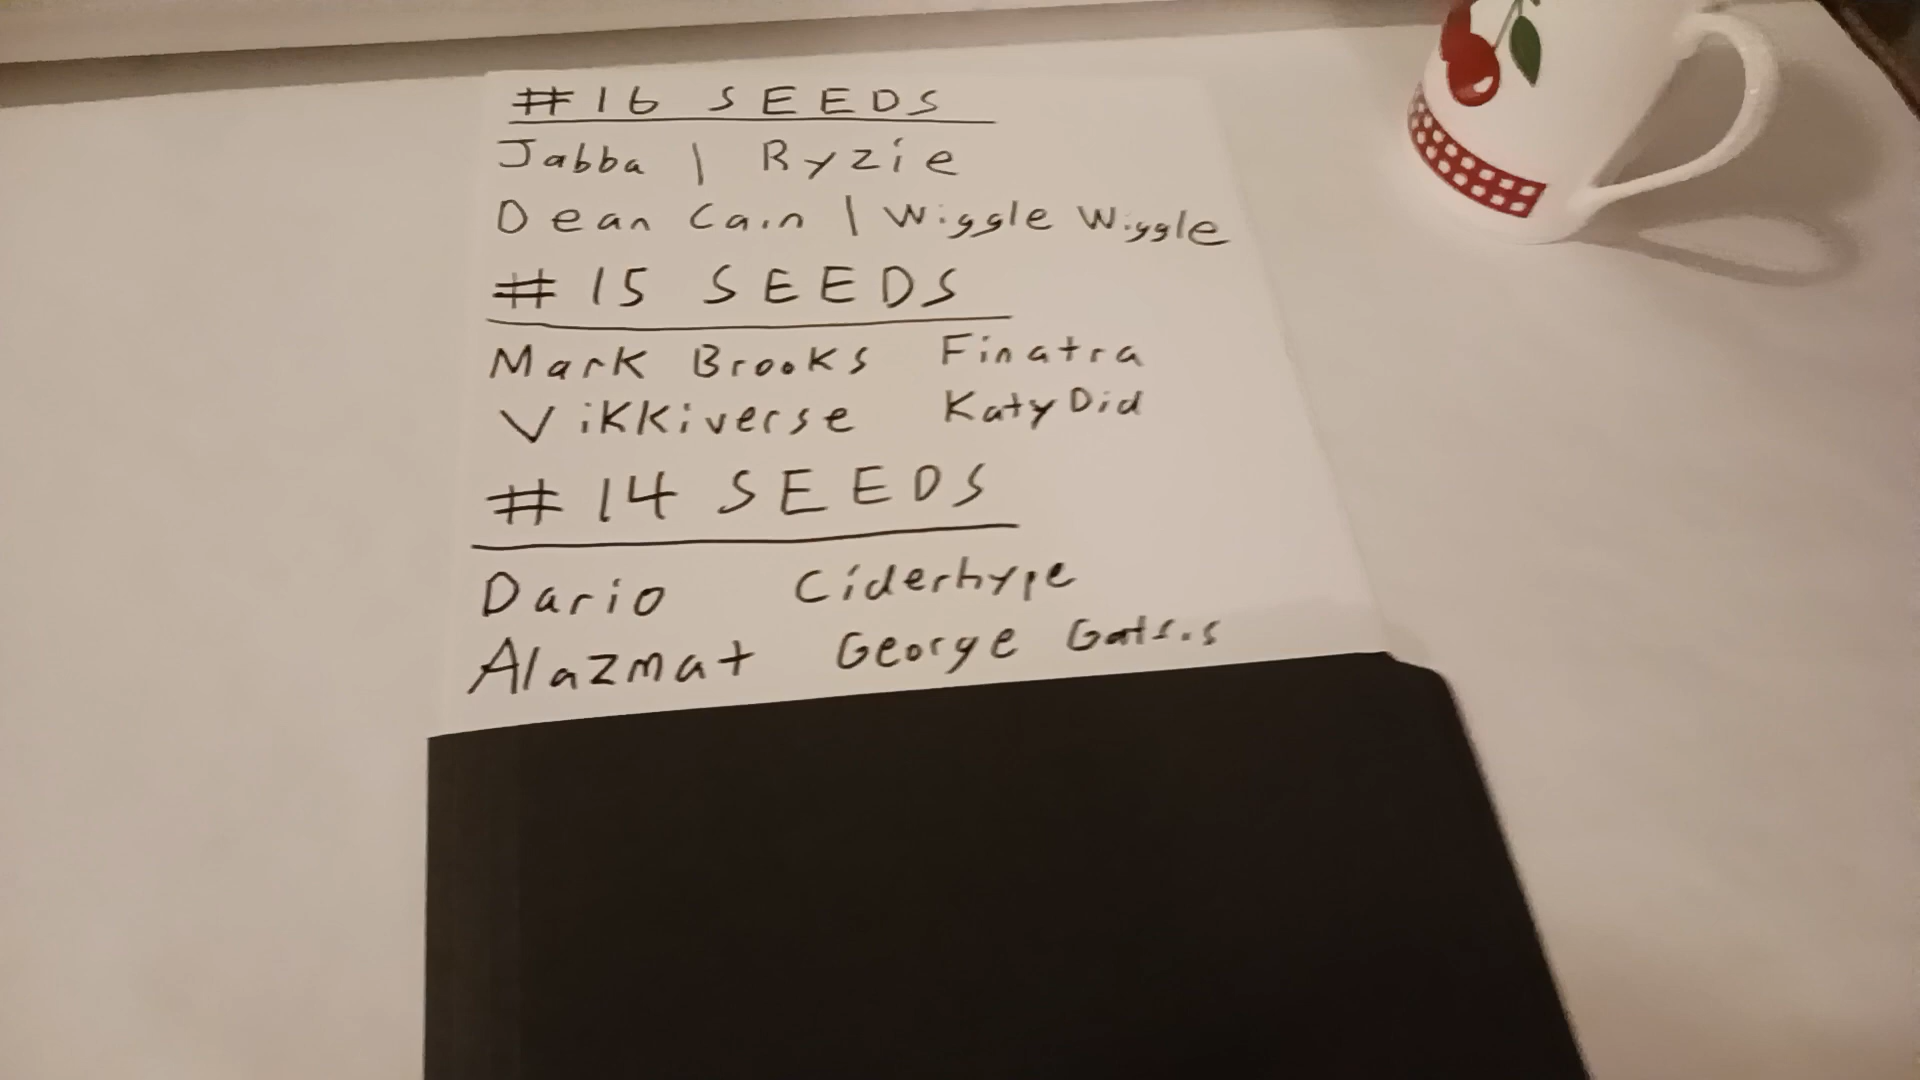 #16 SEEDS
Jabba | Ryzie
Dean Cain | Wiggle Wiggle
#15 SEEDS
Mark Brooks Finatra
Vikkiverse KatyDid
#14 SEEDS
Dario Ciderhype
Alazmat George